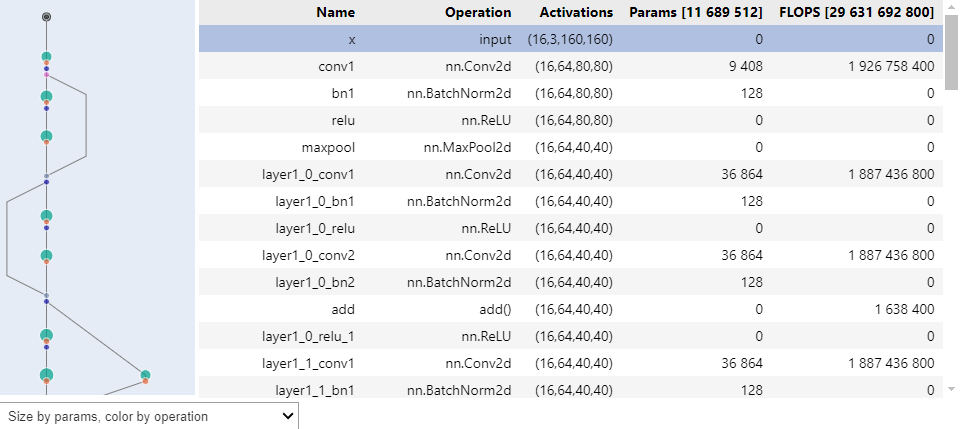 Name Operation Activations Params [11 689 512] FLOPS [29 631 692 800]
x input (16,3,160,160) 0 0
conv1 nn.Conv2d (16,64,80,80) 9 408 1 926 758 400
bn1 nn.BatchNorm2d (16,64,80,80) 128 0
relu nn.ReLU (16,64,80,80) 0 0
maxpool nn.MaxPool2d (16,64,40,40) 0 0
layer1_0_conv1 nn.Conv2d (16,64,40,40) 36 864 1 887 436 800
layer1_0_bn1 nn.BatchNorm2d (16,64,40,40) 128 0
layer1_0_relu nn.ReLU (16,64,40,40) 0 0
layer1_0_conv2 nn.Conv2d (16,64,40,40) 36 864 1 887 436 800
layer1_0_bn2 nn.BatchNorm2d (16,64,40,40) 128 0
add add() (16,64,40,40) 0 1 638 400
layer1_0_relu_1 nn.ReLU (16,64,40,40) 0 0
layer1_1_conv1 nn.Conv2d (16,64,40,40) 36 864 1 887 436 800
layer1_1_bn1 nn.BatchNorm2d (16,64,40,40) 128 0
Size by params, color by operation